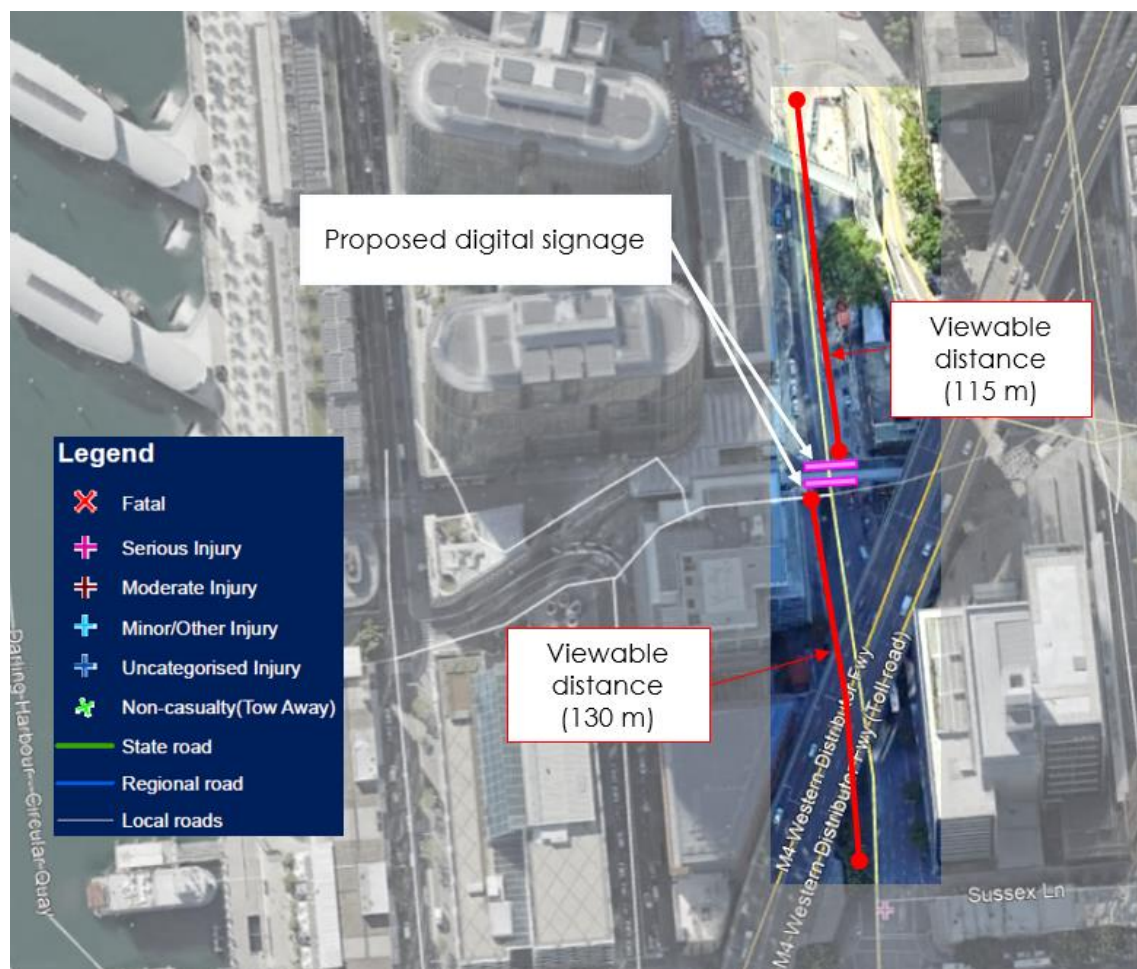 Proposed digital signage
Viewable
distance
(115 m)
Legend
Fatal
Serious Injury
Moderate Injury
Minor/Other Injury
Uncategorised Injury
Non-casualty(Tow Away)
State road
Regional road
Local roads
Viewable
distance
(130 m)
M4-Western-Distributor-Fwy
M4-Western-Distributor-Fwy-(Toll-road)
Darling-Harbour---Circular-Quay
Sussex Ln